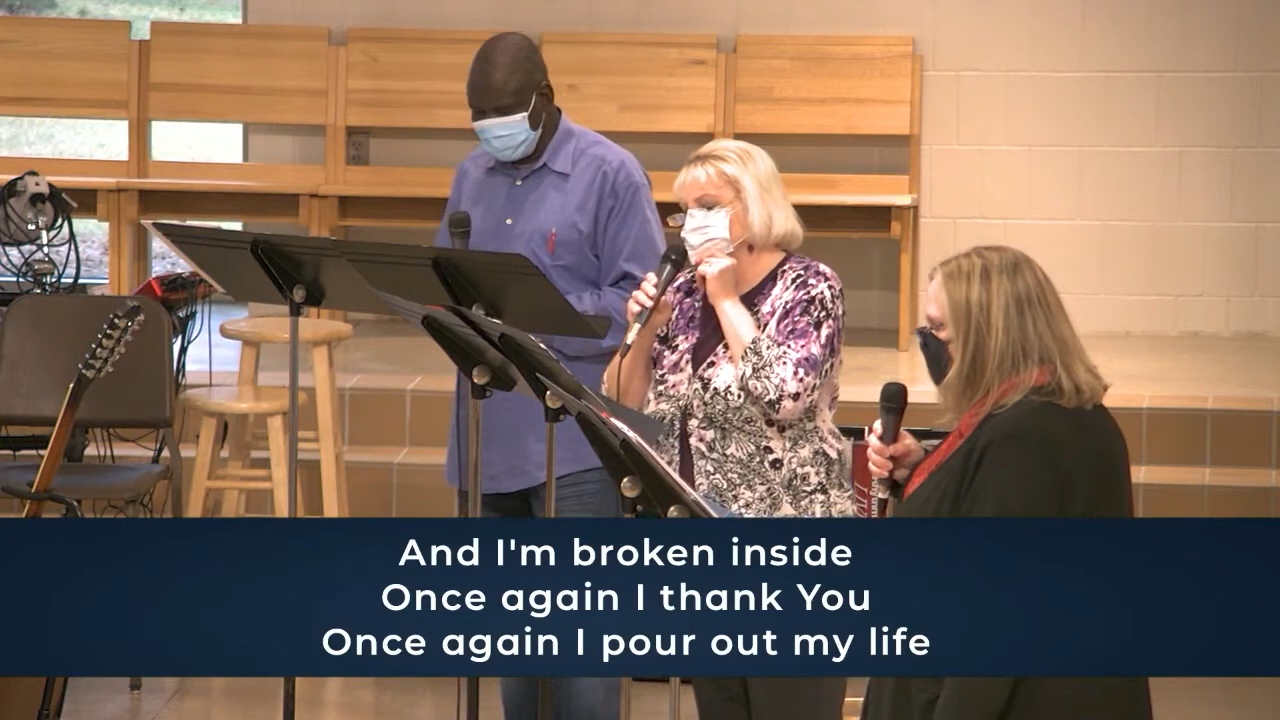 And I'm broken inside
Once again I thank You
Once again I pour out my life